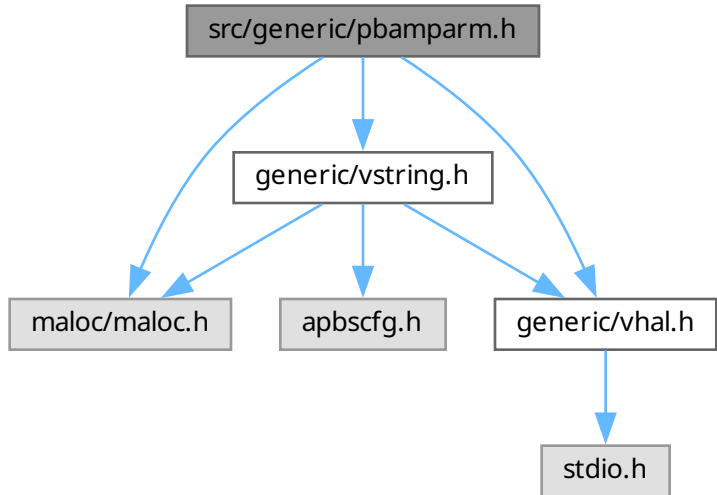 src/generic/pbamparm.h
generic/vstring.h
maloc/maloc.h
apbscfg.h
generic/vhal.h
stdio.h